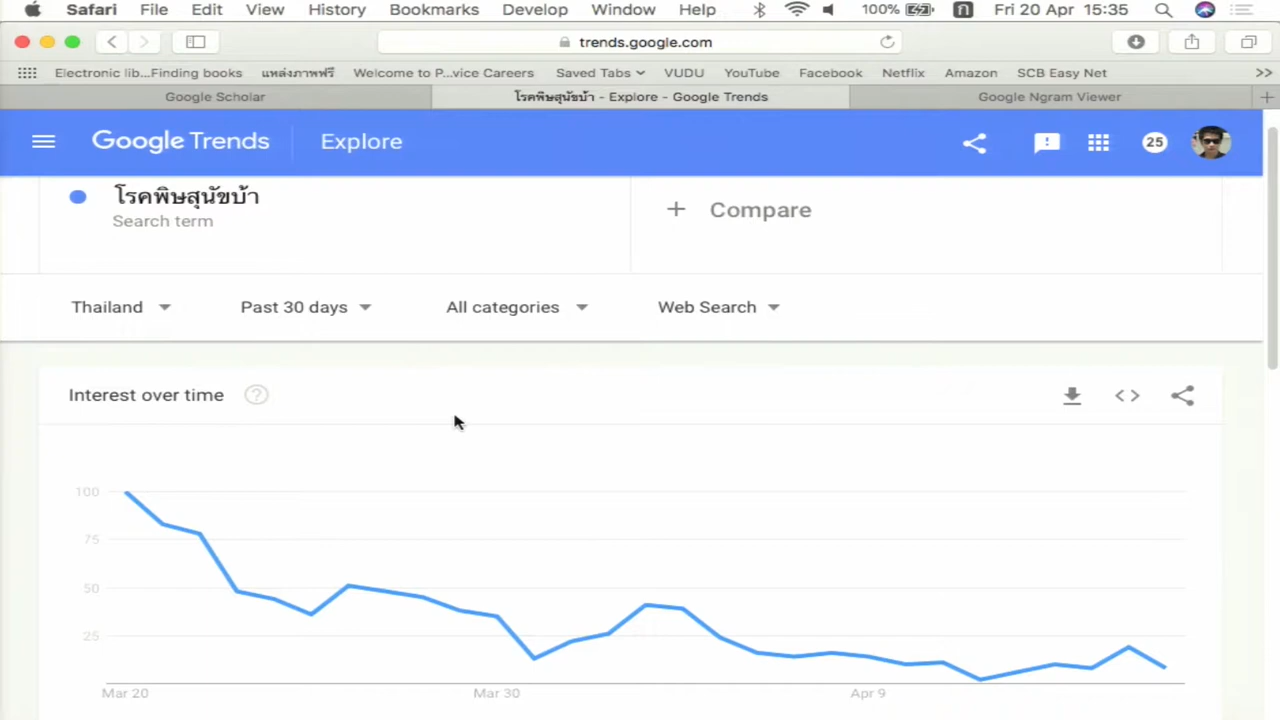 Safari File Edit View History Bookmarks Develop Window Help 100% ก Fri 20 Apr 15:35
trends.google.com
Electronic lib...Finding books แหล่งภาพฟรี Welcome to P...vice Careers Saved Tabs VUDU YouTube Facebook Netflix Amazon SCB Easy Net >>
Google Scholar โรคพิษสุนัขบ้า - Explore - Google Trends Google Ngram Viewer +
Google Trends Explore 25
โรคพิษสุนัขบ้า
Search term
+ Compare
Thailand Past 30 days All categories Web Search
Interest over time ?
100
75
50
25
Mar 20 Mar 30 Apr 9